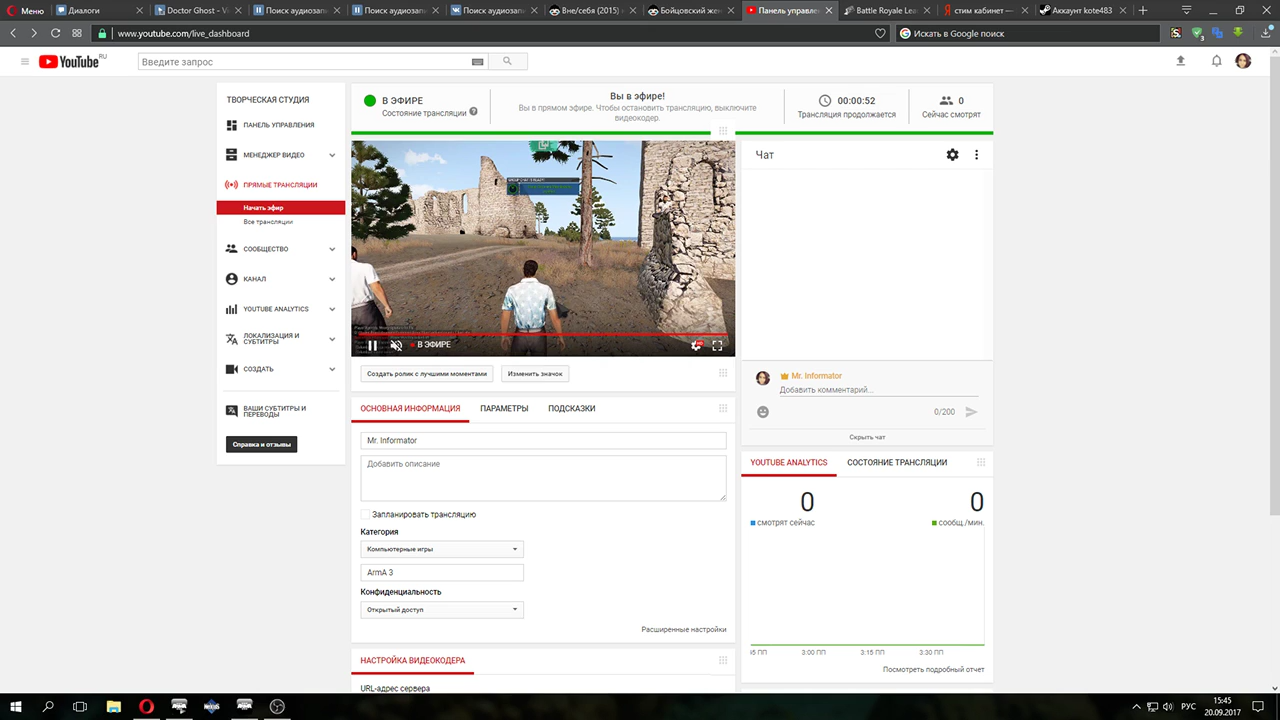 Меню
Диалоги
Doctor Ghost - V
Поиск аудиозап
Поиск аудиозап
Вне/себя (2015) -
Бойцовский жес
Панель управле
Battle Royale Lea
стим кабинет —
Аккаунт kote483
www.youtube.com/live_dashboard
Искать в Google поиск
YouTube RU
Введите запрос
ТВОРЧЕСКАЯ СТУДИЯ
ПАНЕЛЬ УПРАВЛЕНИЯ
МЕНЕДЖЕР ВИДЕО
ПРЯМЫЕ ТРАНСЛЯЦИИ
Начать эфир
Все трансляции
СООБЩЕСТВО
КАНАЛ
YOUTUBE ANALYTICS
ЛОКАЛИЗАЦИЯ И
СУБТИТРЫ
СОЗДАТЬ
ВАШИ СУБТИТРЫ И
ПЕРЕВОДЫ
Справка и отзывы
В ЭФИРЕ
Состояние трансляции ?
Вы в эфире!
Вы в прямом эфире. Чтобы остановить трансляцию, выключите
видеокодер.
00:00:52
Трансляция продолжается
0
Сейчас смотрят
В ЭФИРЕ
Создать ролик с лучшими моментами
Изменить значок
ОСНОВНАЯ ИНФОРМАЦИЯ
ПАРАМЕТРЫ
ПОДСКАЗКИ
Mr. Informator
Добавить описание
Запланировать трансляцию
Категория
Компьютерные игры
ArmA 3
Конфиденциальность
Открытый доступ
Расширенные настройки
НАСТРОЙКА ВИДЕОКОДЕРА
URL-адрес сервера
Чат
Mr. Informator
Добавить комментарий...
0/200
Скрыть чат
YOUTUBE ANALYTICS
СОСТОЯНИЕ ТРАНСЛЯЦИИ
0
0
смотрят сейчас
сообщ./мин.
45 ПП
3:00 ПП
3:15 ПП
3:30 ПП
Посмотреть подробный отчет
РУС
15:45
20.09.2017